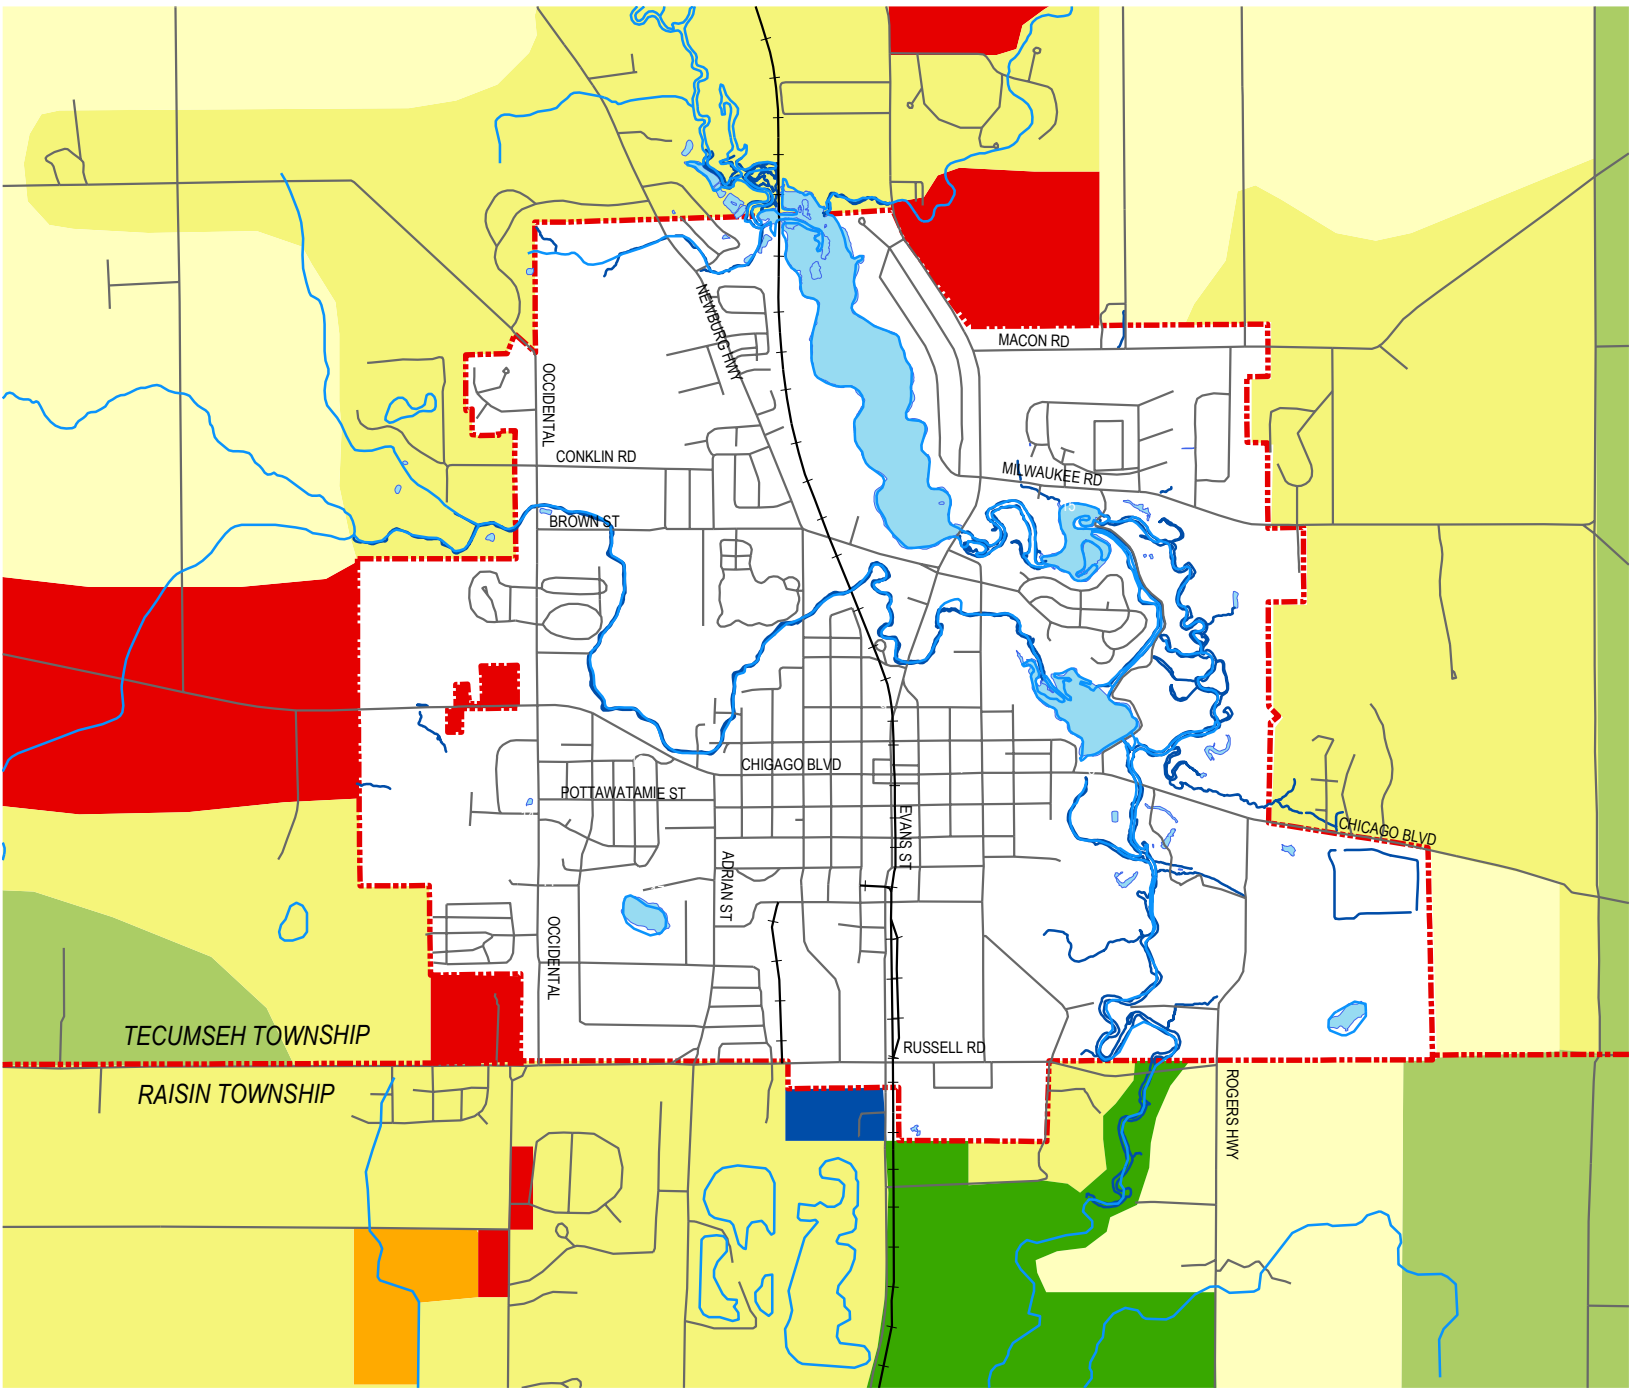 NEWBURG HWY
MACON RD
OCCIDENTAL
CONKLIN RD
MILWAUKEE RD
BROWN ST
CHIGAGO BLVD
POTTAWATAMIE ST
EVANS ST
CHICAGO BLVD
ADRIAN ST
OCCIDENTAL
TECUMSEH TOWNSHIP
RUSSELL RD
RAISIN TOWNSHIP
ROGERS HWY